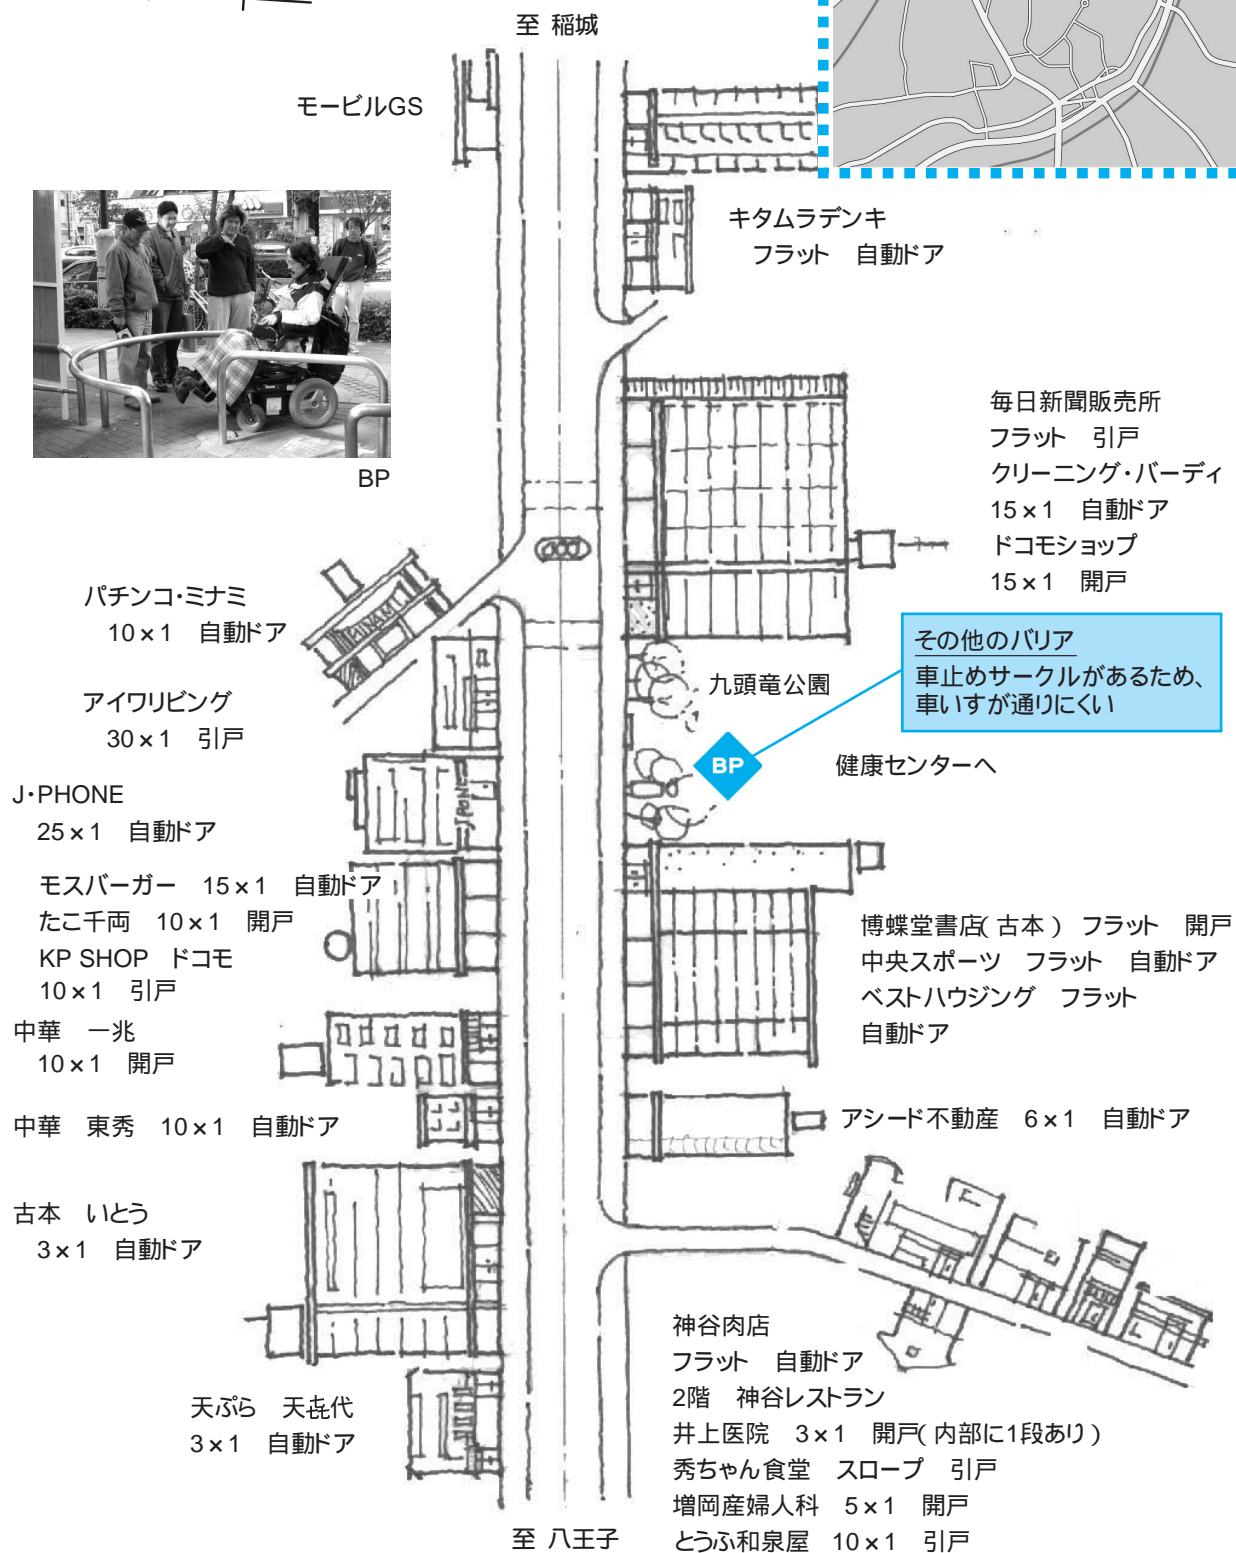 至 稲城
モービルGS
キタムラデンキ
フラット 自動ドア
BP
毎日新聞販売所
フラット 引戸
クリーニング・バーディ
15×1 自動ドア
ドコモショップ
15×1 開戸
パチンコ・ミナミ
10×1 自動ドア
MINAMI
その他のバリア
車止めサークルがあるため、
車いすが通りにくい
九頭竜公園
BP
健康センターへ
アイワリビング
30×1 引戸
J・PHONE
25×1 自動ドア
J PONE
モスバーガー 15×1 自動ドア
たこ千両 10×1 開戸
KP SHOP ドコモ
10×1 引戸
中華 一兆
10×1 開戸
中華 東秀 10×1 自動ドア
古本 いとう
3×1 自動ドア
天ぷら 天㐂代
3×1 自動ドア
博蝶堂書店(古本) フラット 開戸
中央スポーツ フラット 自動ドア
ベストハウジング フラット
自動ドア
アシード不動産 6×1 自動ドア
神谷肉店
フラット 自動ドア
2階 神谷レストラン
井上医院 3×1 開戸(内部に1段あり)
秀ちゃん食堂 スロープ 引戸
増岡産婦人科 5×1 開戸
とうふ和泉屋 10×1 引戸
至 八王子